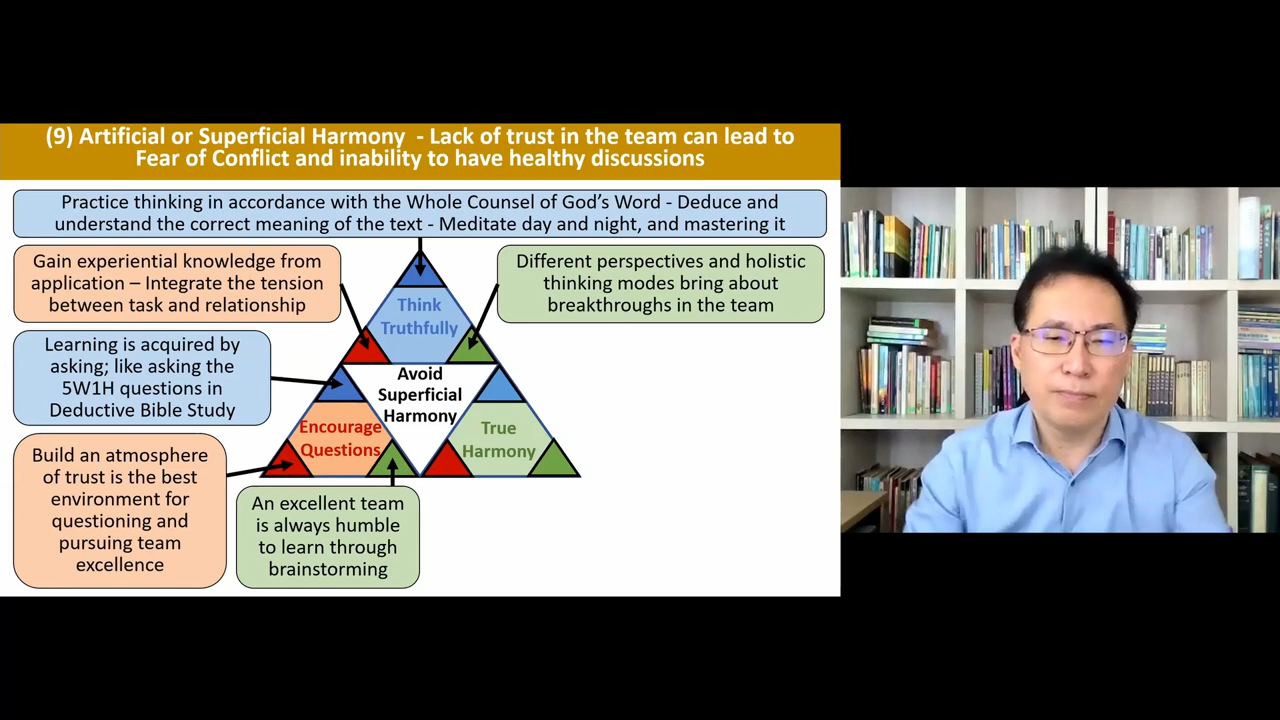 (9) Artificial or Superficial Harmony - Lack of trust in the team can lead to
Fear of Conflict and inability to have healthy discussions
Practice thinking in accordance with the Whole Counsel of God's Word - Deduce and
understand the correct meaning of the text - Meditate day and night, and mastering it
Gain experiential knowledge from
application – Integrate the tension
between task and relationship
Different perspectives and holistic
thinking modes bring about
breakthroughs in the team
Think
Truthfully
Learning is acquired by
asking; like asking the
5W1H questions in
Deductive Bible Study
Avoid
Superficial
Harmony
Encourage
Questions
True
Harmony
Build an atmosphere
of trust is the best
environment for
questioning and
pursuing team
excellence
An excellent team
is always humble
to learn through
brainstorming